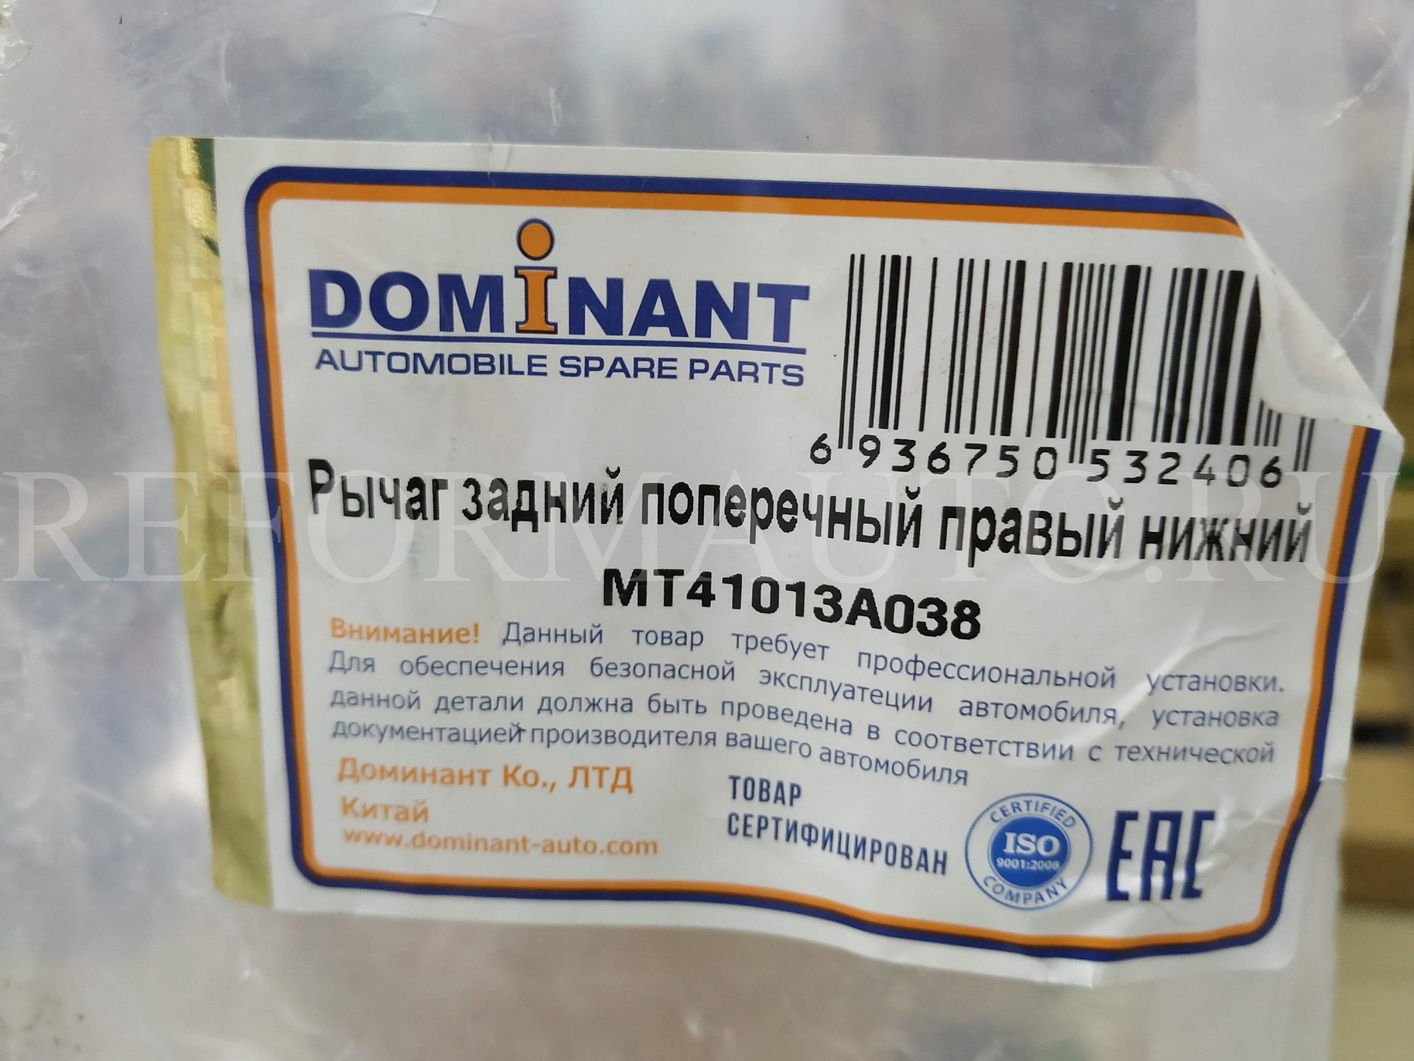 DOMiNANT
AUTOMOBILE SPARE PARTS
6 936750 532406
Рычаг задний поперечный правый нижний
REFORMAUTO.RU
MT41013A038
Внимание! Данный товар требует профессиональной установки.
Для обеспечения безопасной эксплуатеции автомобиля, установка
данной детали должна быть проведена в соответствии с технической
документацией производителя вашего автомобиля
Доминант Ко., ЛТД
Китай
www.dominant-auto.com
ТОВАР
СЕРТИФИЦИРОВАН
CERTIFIED
ISO
9001:2008
COMPANY
EAC